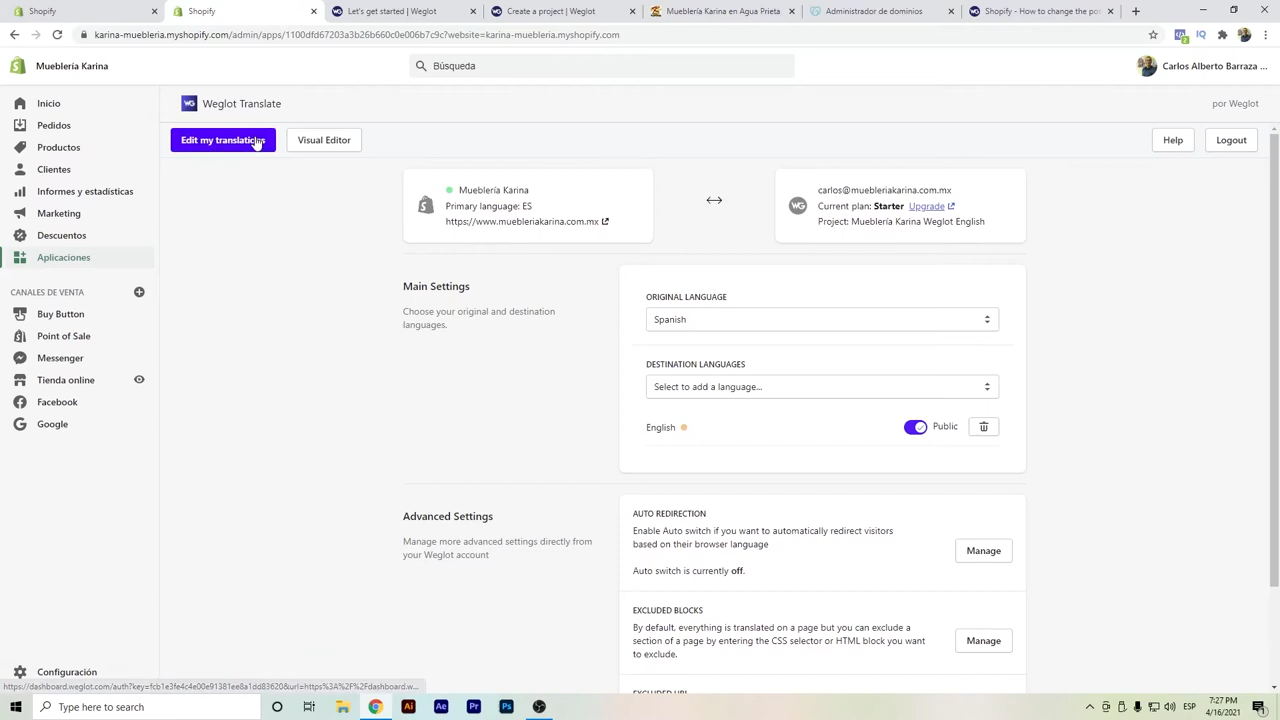 Shopify
Shopify
Let's get started | Weglot
Create a project | Weglot
Mueblería Karina en Agua Prieta
Administrador de dominios
Shopify - How to change the po
karina-muebleria.myshopify.com/admin/apps/1100dfd67203a3b26b660c0e006b7c9c?website=karina-muebleria.myshopify.com
Mueblería Karina
Búsqueda
Carlos Alberto Barraza ...
Inicio
Pedidos
Productos
Clientes
Informes y estadísticas
Marketing
Descuentos
Aplicaciones
CANALES DE VENTA
Buy Button
Point of Sale
Messenger
Tienda online
Facebook
Google
Configuración
Weglot Translate
por Weglot
Edit my translations
Visual Editor
Help
Logout
Mueblería Karina
Primary language: ES
https://www.muebleriakarina.com.mx
carlos@muebleriakarina.com.mx
Current plan: Starter Upgrade
Project: Mueblería Karina Weglot English
Main Settings
Choose your original and destination
languages.
ORIGINAL LANGUAGE
Spanish
DESTINATION LANGUAGES
Select to add a language...
English
Public
Advanced Settings
Manage more advanced settings directly from
your Weglot account
AUTO REDIRECTION
Enable Auto switch if you want to automatically redirect visitors
based on their browser language
Manage
Auto switch is currently off.
EXCLUDED BLOCKS
By default, everything is translated on a page but you can exclude a
section of a page by entering the CSS selector or HTML block you want
to exclude.
Manage
https://dashboard.weglot.com/auth?key=fcb1e3fe4c4e00e91381ee8a1dd83620&url=https%3A%2F%2Fdashboard.w...
Type here to search
ESP
7:27 PM
4/16/2021